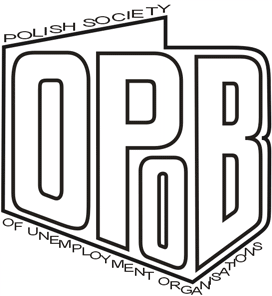 POLISH SOCIETY
OPoB
OF UNEMPLOYMENT ORGANISATIONS